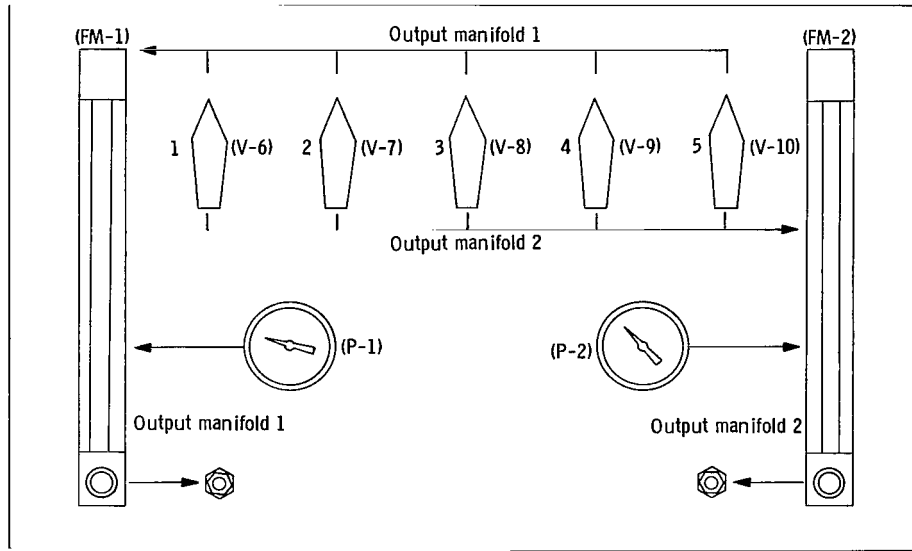 (FM-1)
Output manifold 1
(FM-2)
1 (V-6) 2 (V-7) 3 (V-8) 4 (V-9) 5 (V-10)
Output manifold 2
(P-1)
(P-2)
Output manifold 1
Output manifold 2